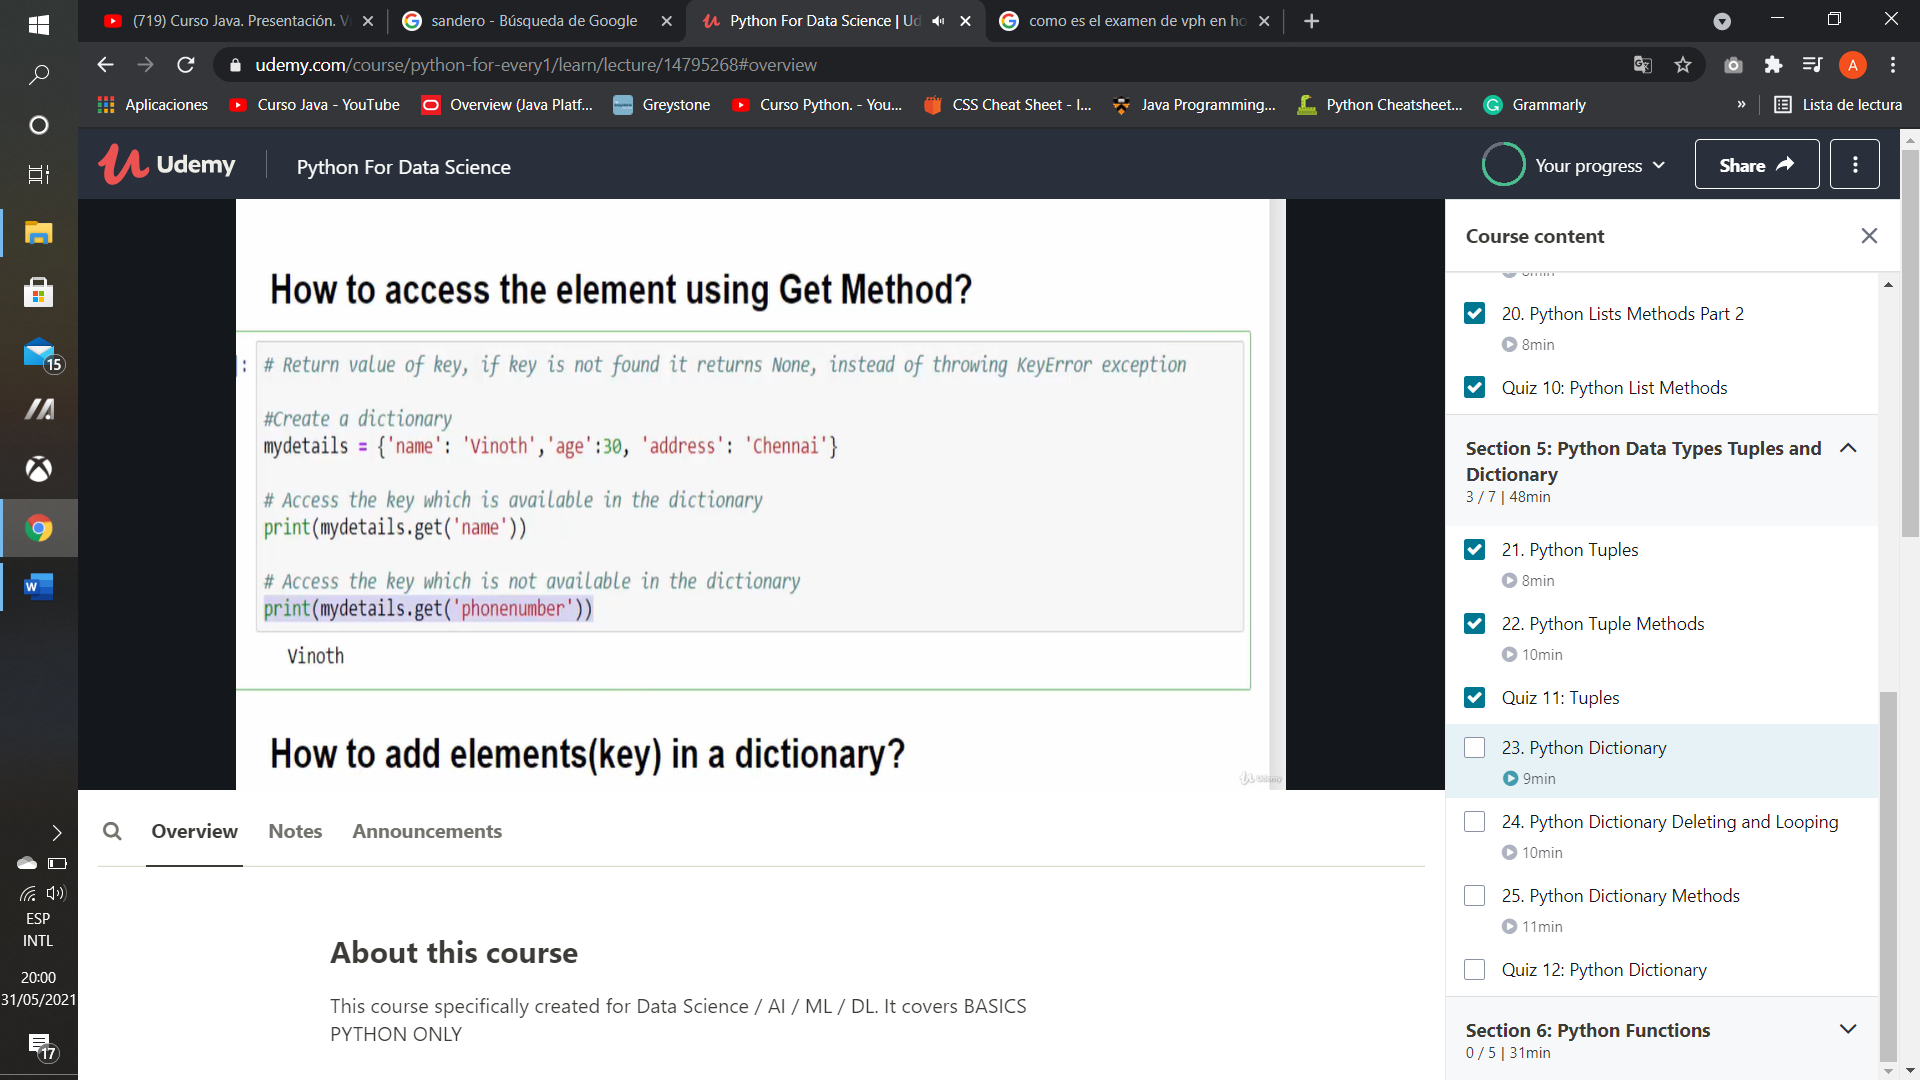 (719) Curso Java. Presentación. V
sandero - Búsqueda de Google
Python For Data Science | Ud
como es el examen de vph en ho
udemy.com/course/python-for-every1/learn/lecture/14795268#overview
A
Aplicaciones
Curso Java - YouTube
Overview (Java Platf...
Greystone
Curso Python. - You...
CSS Cheat Sheet - I...
Java Programming...
Python Cheatsheet...
Grammarly
»
Lista de lectura
Udemy
Python For Data Science
Your progress
Share
How to access the element using Get Method?
]: # Return value of key, if key is not found it returns None, instead of throwing KeyError exception
#Create a dictionary
mydetails = {'name': 'Vinoth','age':30, 'address': 'Chennai'}
# Access the key which is available in the dictionary
print(mydetails.get('name'))
# Access the key which is not available in the dictionary
print(mydetails.get('phonenumber'))
Vinoth
How to add elements(key) in a dictionary?
Udemy
Overview
Notes
Announcements
About this course
This course specifically created for Data Science / AI / ML / DL. It covers BASICS
PYTHON ONLY
Course content
8min
20. Python Lists Methods Part 2
8min
Quiz 10: Python List Methods
Section 5: Python Data Types Tuples and
Dictionary
3 / 7 | 48min
21. Python Tuples
8min
22. Python Tuple Methods
10min
Quiz 11: Tuples
23. Python Dictionary
9min
24. Python Dictionary Deleting and Looping
10min
25. Python Dictionary Methods
11min
Quiz 12: Python Dictionary
Section 6: Python Functions
0 / 5 | 31min
15
W
ESP
INTL
20:00
31/05/2021
17